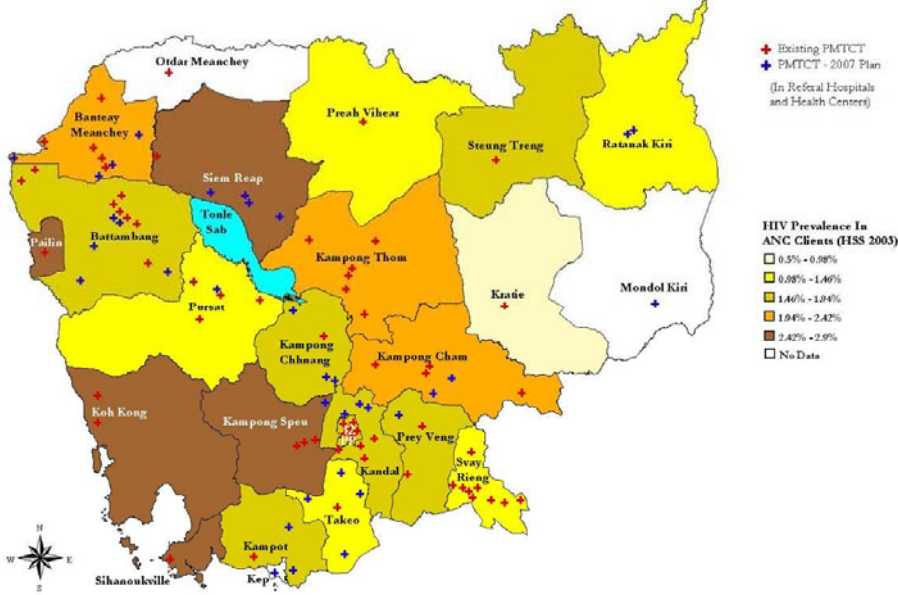 Otdar Meanchey
Banteay
Meanchey
Preah Vihear
Steung Treng
Ratanak Kiri
Siem Reap
Tonle
Sab
Pailin
Battambang
Kampong Thom
Pursat
Kratie
Mondol Kiri
Kampong
Chhnang
Kampong Cham
Koh Kong
Kampong Speu
Prey Veng
Kandal
Svay
Rieng
Takeo
Kampot
Sihanoukville
Kep
N
W E
S
Existing PMTCT
PMTCT - 2007 Plan
(In Referal Hospitals
and Health Centers)
HIV Prevalence In
ANC Clients (HSS 2003)
0.5% - 0.98%
0.98% - 1.46%
1.46% - 1.94%
1.94% - 2.42%
2.42% - 2.9%
No Data